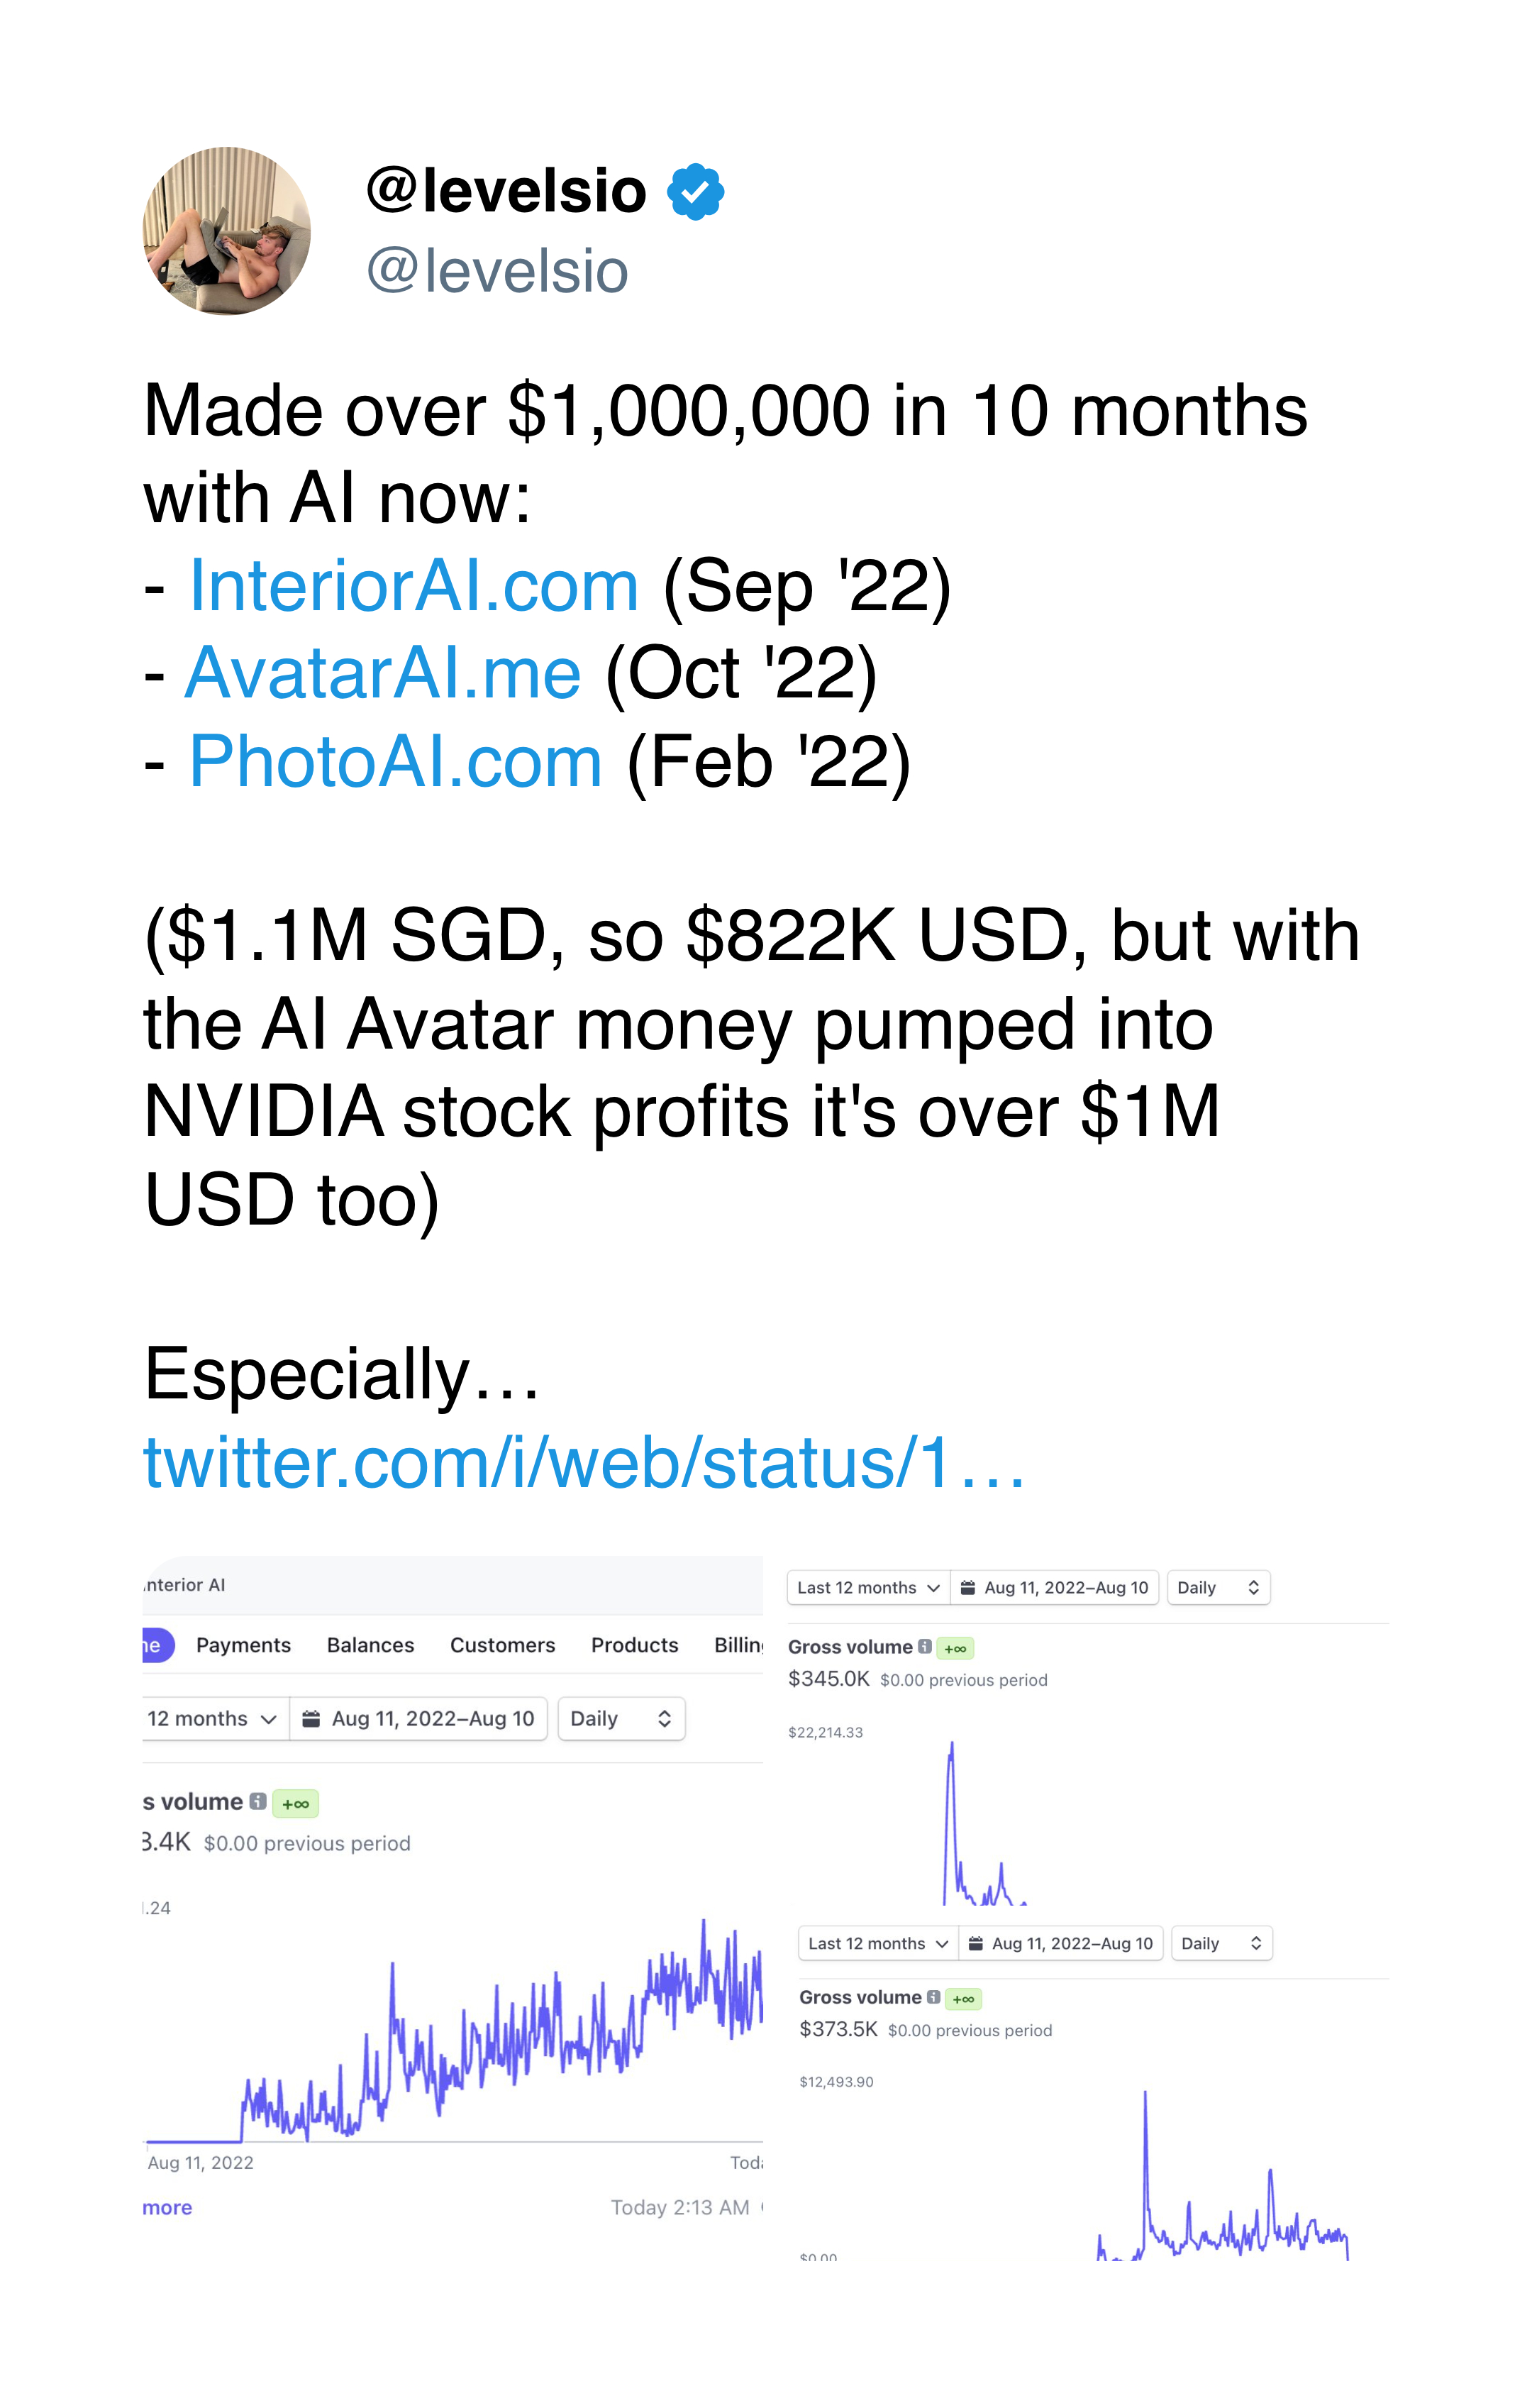 @levelsio
@levelsio
Made over $1,000,000 in 10 months
with AI now:
- InteriorAI.com (Sep '22)
- AvatarAI.me (Oct '22)
- PhotoAI.com (Feb '22)
($1.1M SGD, so $822K USD, but with
the AI Avatar money pumped into
NVIDIA stock profits it's over $1M
USD too)
Especially…
twitter.com/i/web/status/1…
Interior AI
Payments Balances Customers Products
12 months Aug 11, 2022–Aug 10 Daily
s volume +∞
3.4K $0.00 previous period
.24
Aug 11, 2022
more Today 2:13 AM
Last 12 months Aug 11, 2022–Aug 10 Daily
Gross volume +∞
$345.0K $0.00 previous period
$22,214.33
Last 12 months Aug 11, 2022–Aug 10 Daily
Gross volume +∞
$373.5K $0.00 previous period
$12,493.90
$0.00